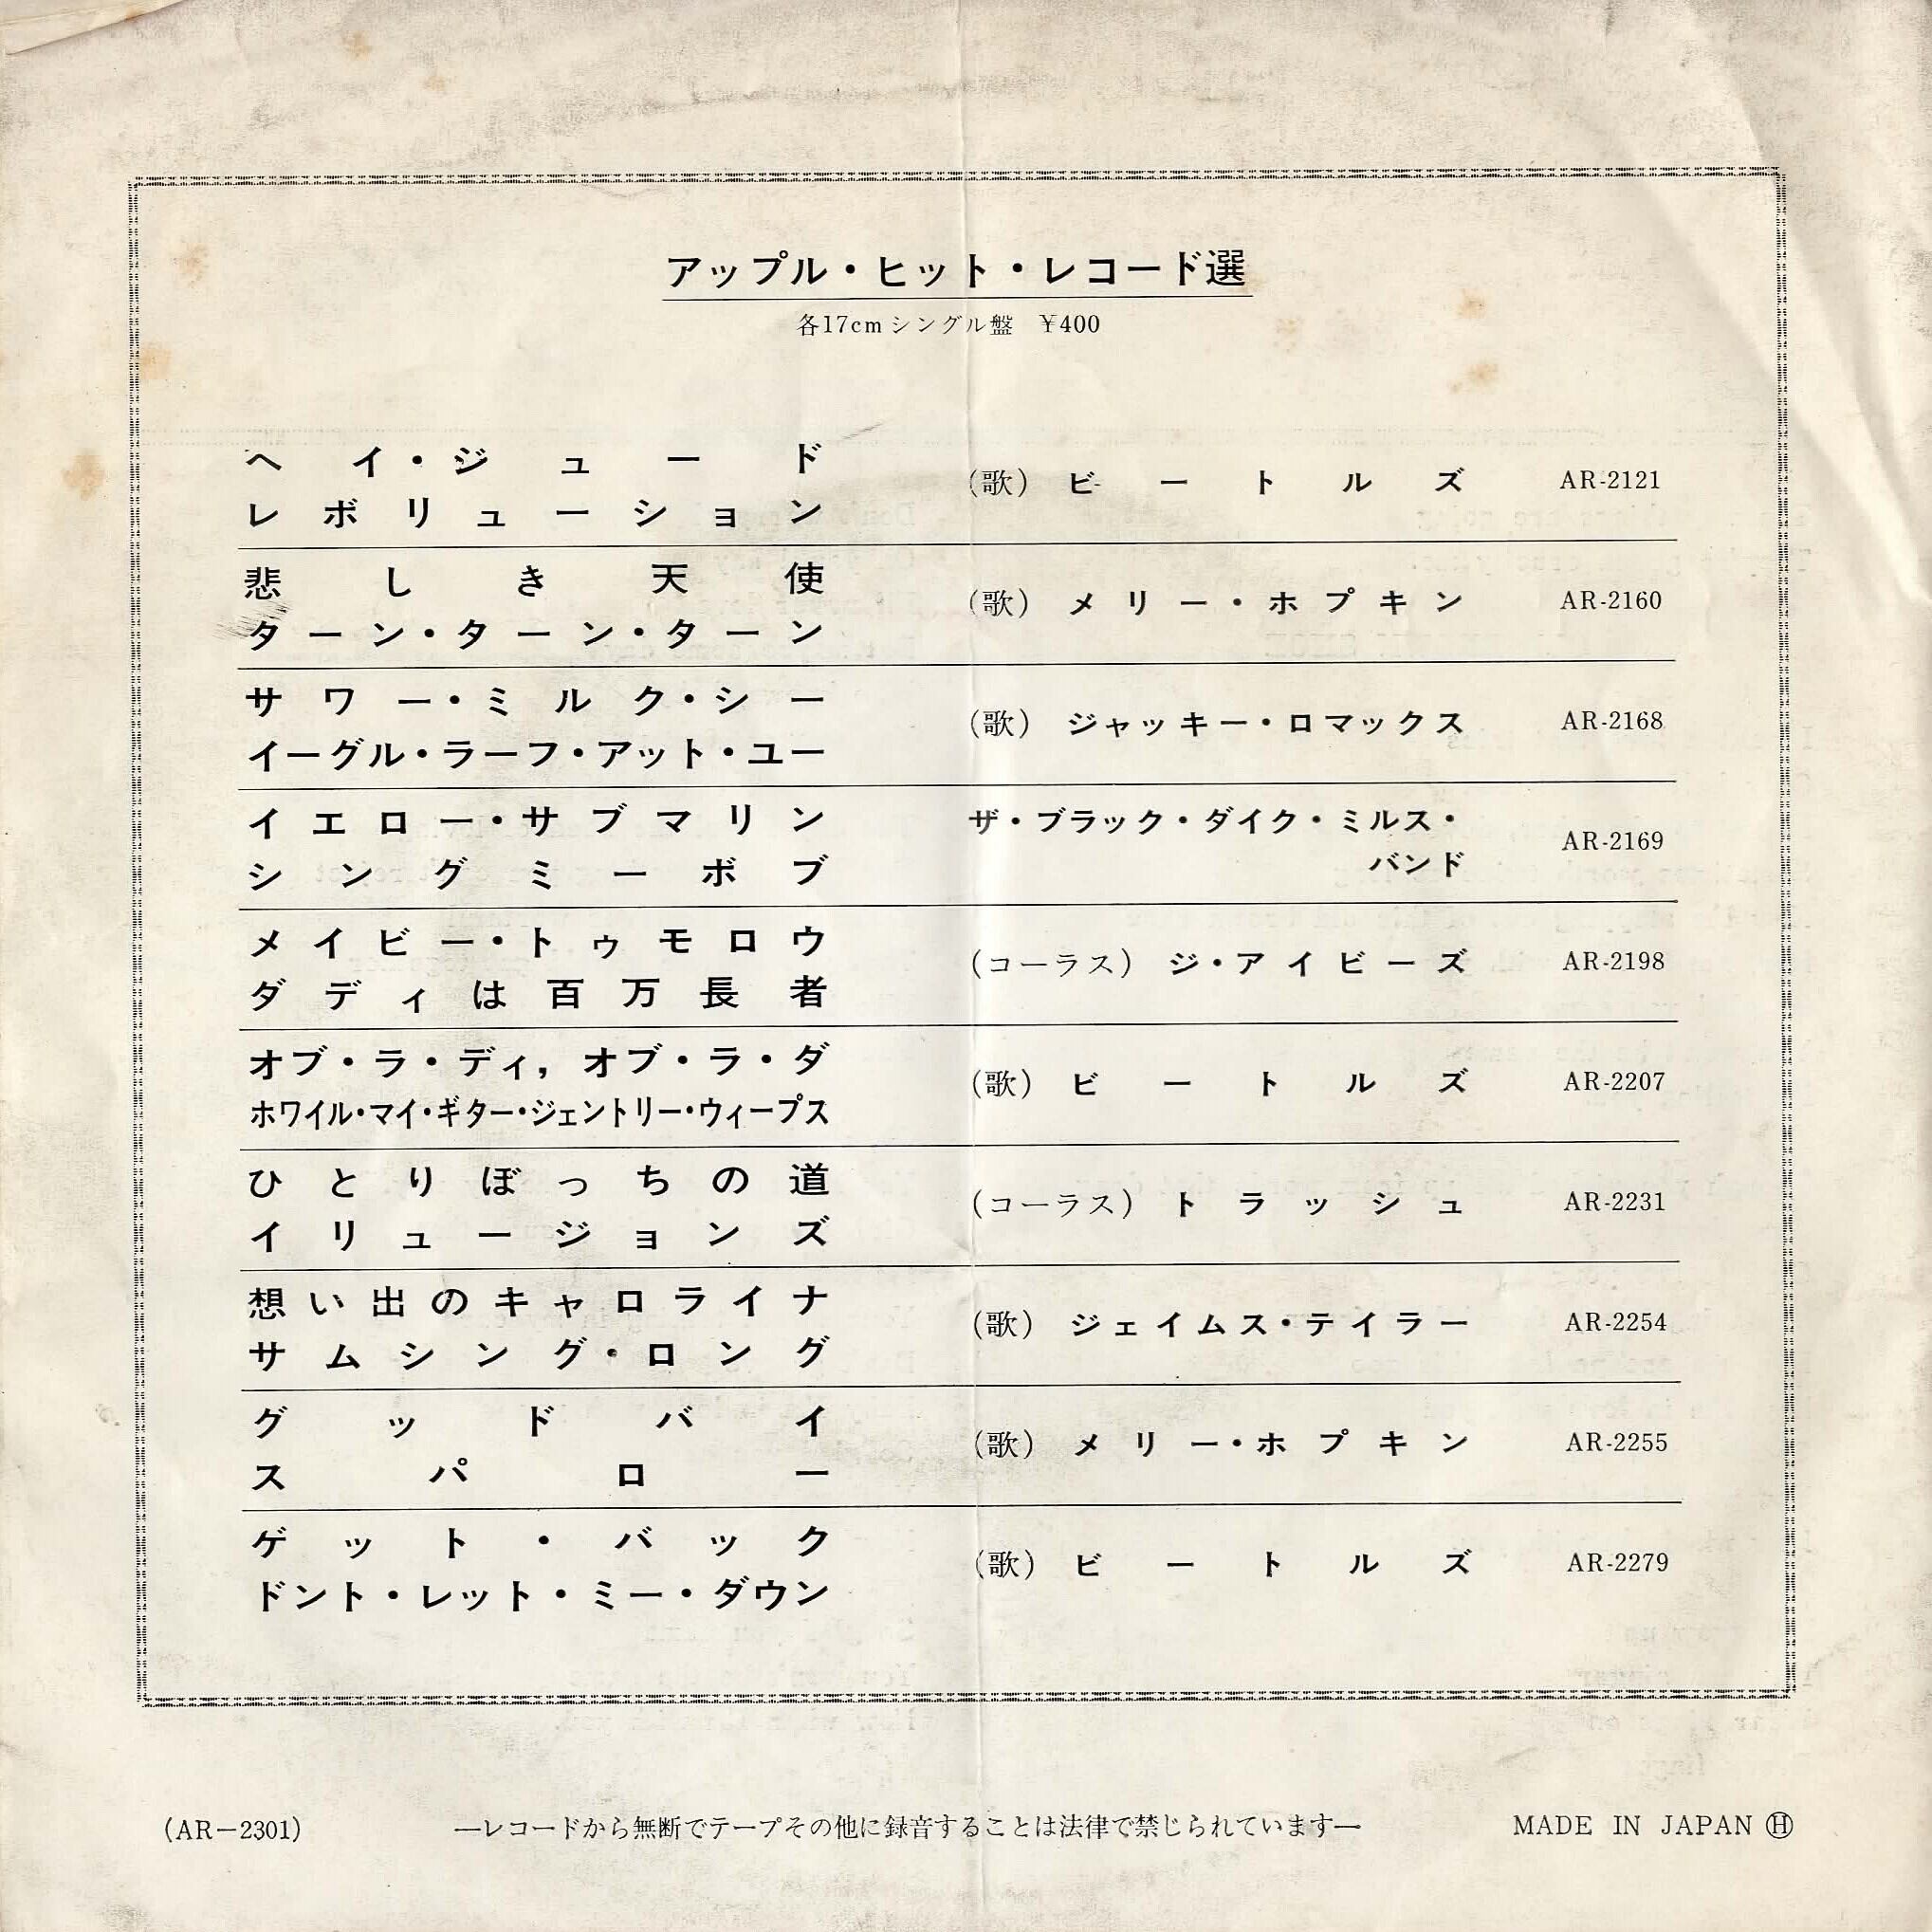 アップル・ヒット・レコード選
各17cmシングル盤 ¥400
ヘイ・ジュード
レボリューション
(歌) ビートルズ AR-2121
悲しき天使
ターン・ターン・ターン
(歌) メリー・ホプキン AR-2160
サワー・ミルク・シー
イーグル・ラーフ・アット・ユー
(歌) ジャッキー・ロマックス AR-2168
イエロー・サブマリン
シングミーボブ
ザ・ブラック・ダイク・ミルス・
バンド
AR-2169
メイビー・トゥモロウ
ダディは百万長者
(コーラス) ジ・アイビーズ AR-2198
オブ・ラ・ディ, オブ・ラ・ダ
ホワイル・マイ・ギター・ジェントリー・ウィープス
(歌) ビートルズ AR-2207
ひとりぼっちの道
イリュージョンズ
(コーラス) トラッシュ AR-2231
想い出のキャロライナ
サムシング・ロング
(歌) ジェイムス・テイラー AR-2254
グッドバイ
スパロー
(歌) メリー・ホプキン AR-2255
ゲット・バック
ドント・レット・ミー・ダウン
(歌) ビートルズ AR-2279
(AR-2301) —レコードから無断でテープその他に録音することは法律で禁じられています— MADE IN JAPAN Ⓗ